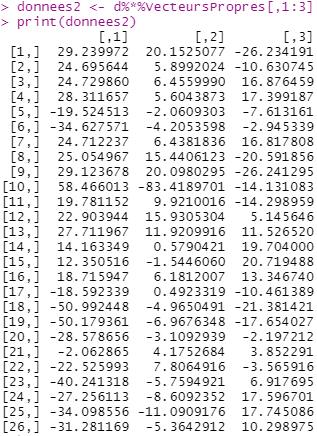 > donnees2 <- d%*%VecteursPropres[,1:3]
> print(donnees2)
[,1] [,2] [,3]
[1,] 29.239972 20.1525077 -26.234191
[2,] 24.695644 5.8992024 -10.630745
[3,] 24.729860 6.4559990 16.876459
[4,] 28.311657 5.6043873 17.399187
[5,] -19.524513 -2.0609303 -7.613161
[6,] -34.627571 -4.2053598 -2.945339
[7,] 24.712237 6.4381836 16.817808
[8,] 25.054967 15.4406123 -20.591856
[9,] 29.123678 20.0980295 -26.241295
[10,] 58.466013 -83.4189701 -14.131083
[11,] 19.781152 9.9210016 -14.298959
[12,] 22.903944 15.9305304 5.145646
[13,] 27.711967 11.9209916 11.526520
[14,] 14.163349 0.5790421 19.704000
[15,] 12.350516 -1.5446060 20.719488
[16,] 18.715947 6.1812007 13.346740
[17,] -18.592339 0.4922319 -10.461389
[18,] -50.992448 -4.9650491 -21.381421
[19,] -50.179361 -6.9676348 -17.654027
[20,] -28.578656 -3.1092939 -2.197212
[21,] -2.062865 4.1752684 3.852291
[22,] -22.525993 7.8064916 -3.565916
[23,] -40.241318 -5.7594921 6.917695
[24,] -27.256113 -8.6092352 17.596701
[25,] -34.098556 -11.0909176 17.745086
[26,] -31.281169 -5.3642912 10.298975